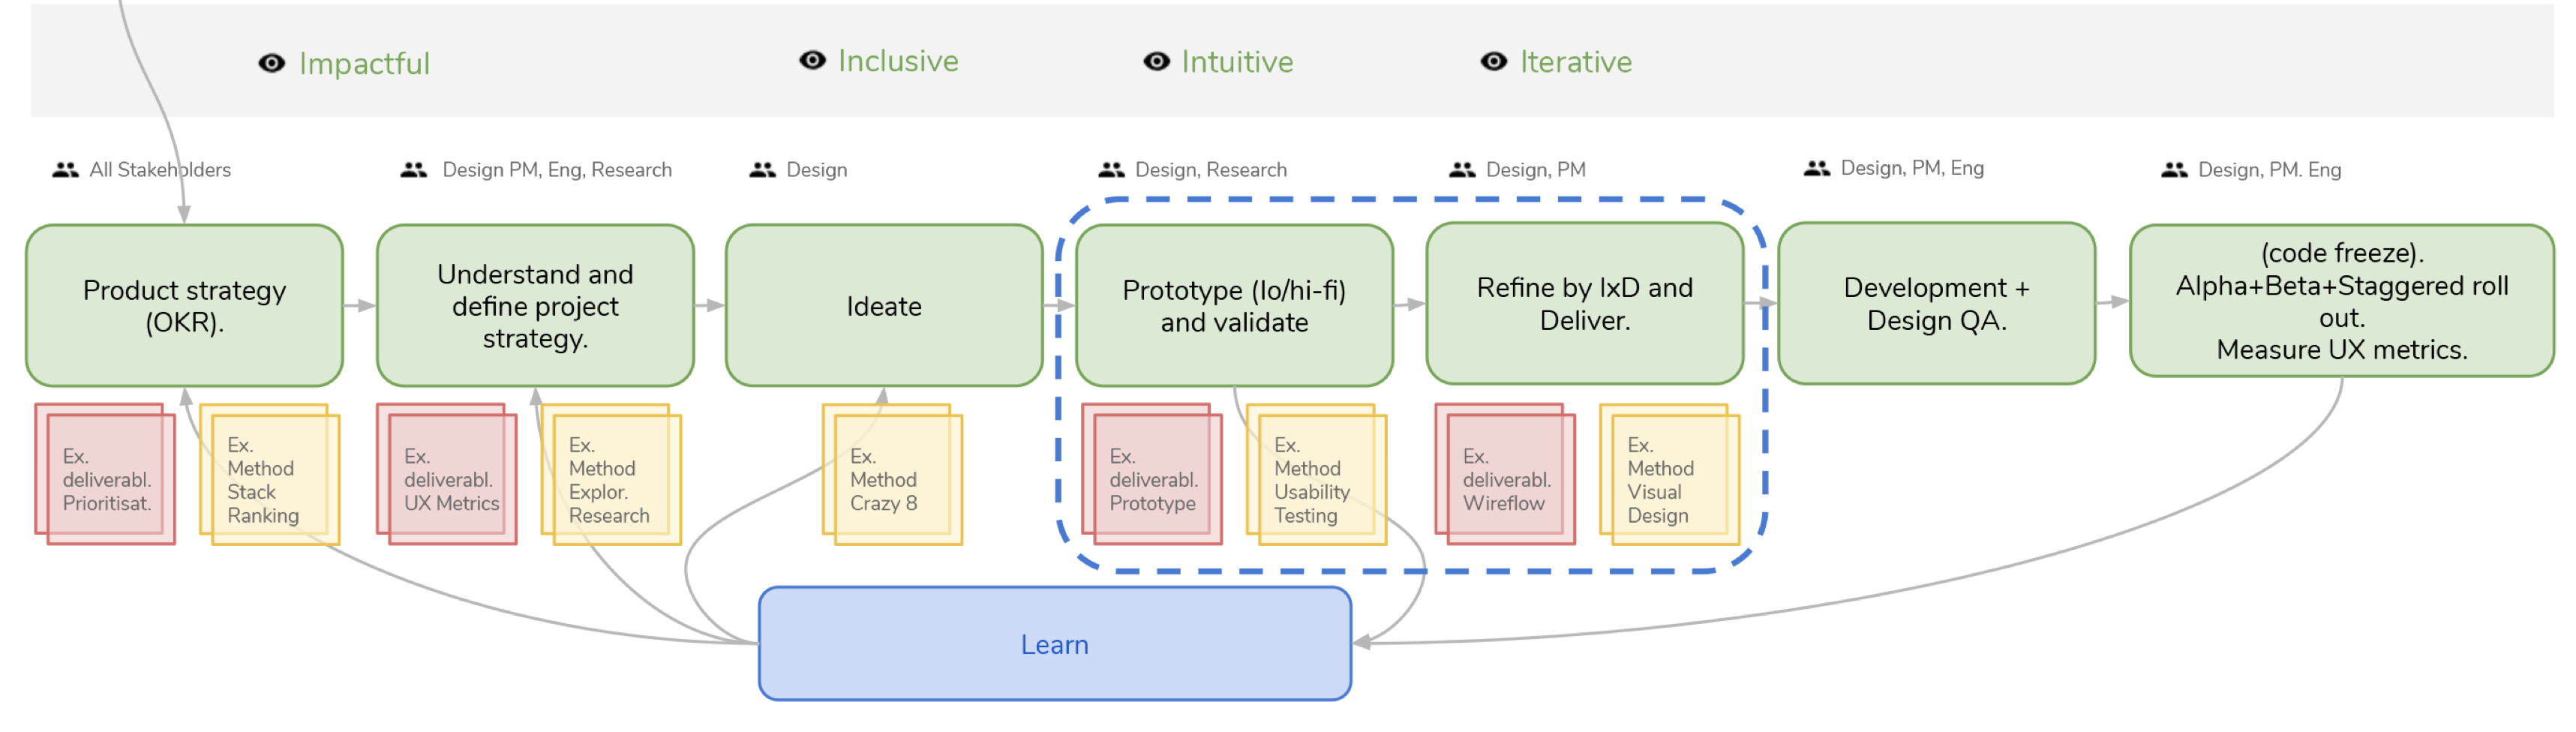 Impactful
Inclusive
Intuitive
Iterative
All Stakeholders
Design PM, Eng, Research
Design
Design, Research
Design, PM
Design, PM, Eng
Design, PM. Eng
Product strategy
(OKR).
Understand and
define project
strategy.
Ideate
Prototype (lo/hi-fi)
and validate
Refine by IxD and
Deliver.
Development +
Design QA.
(code freeze).
Alpha+Beta+Staggered roll
out.
Measure UX metrics.
Ex.
deliverabl.
Prioritisat.
Ex.
Method
Stack
Ranking
Ex.
deliverabl.
UX Metrics
Ex.
Method
Explor.
Research
Ex.
Method
Crazy 8
Ex.
deliverabl.
Prototype
Ex.
Method
Usability
Testing
Ex.
deliverabl.
Wireflow
Ex.
Method
Visual
Design
Learn